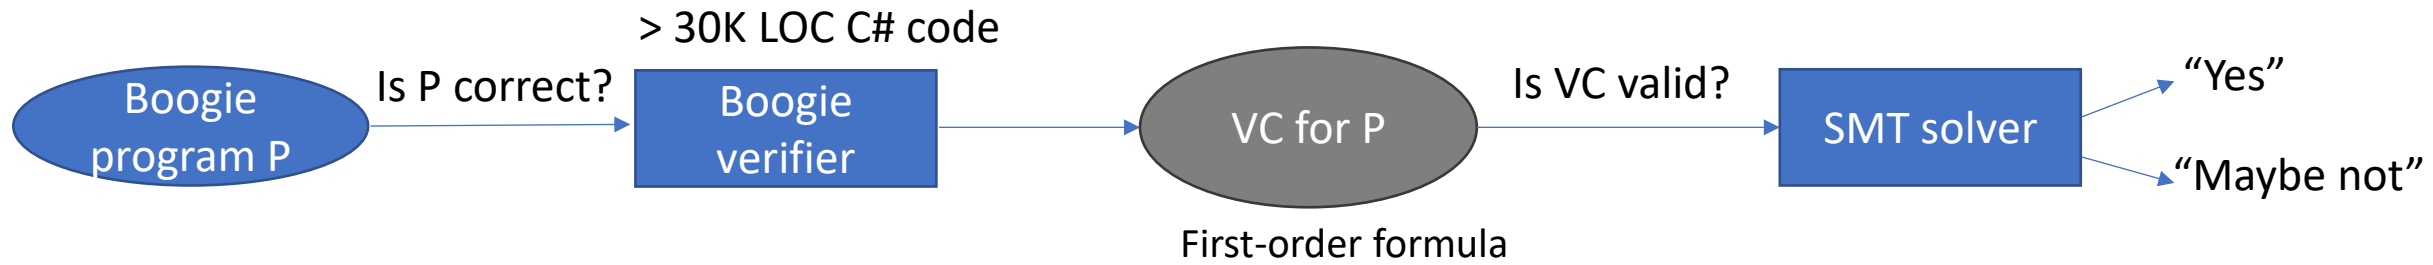 > 30K LOC C# code
Boogie
program P
Is P correct?
Boogie
verifier
VC for P
First-order formula
Is VC valid?
SMT solver
“Yes”
“Maybe not”